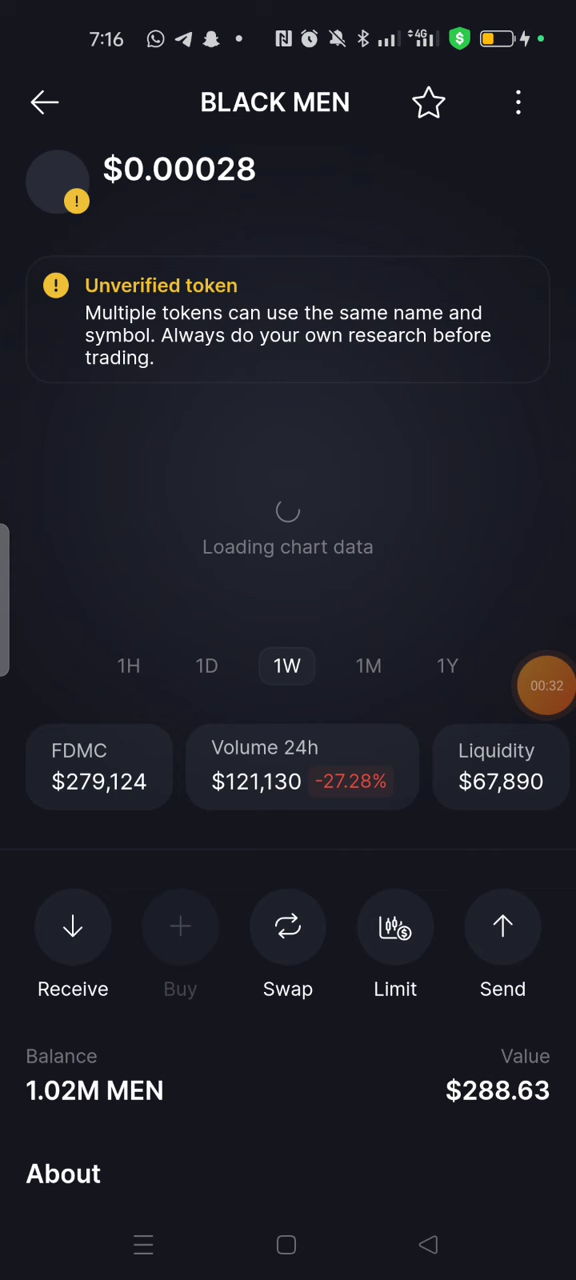 7:16
4G
BLACK MEN
$0.00028
!
! Unverified token
Multiple tokens can use the same name and
symbol. Always do your own research before
trading.
Loading chart data
1H 1D 1W 1M 1Y
00:32
FDMC Volume 24h Liquidity
$279,124 $121,130 -27.28% $67,890
Receive Buy Swap Limit Send
Balance Value
1.02M MEN $288.63
About